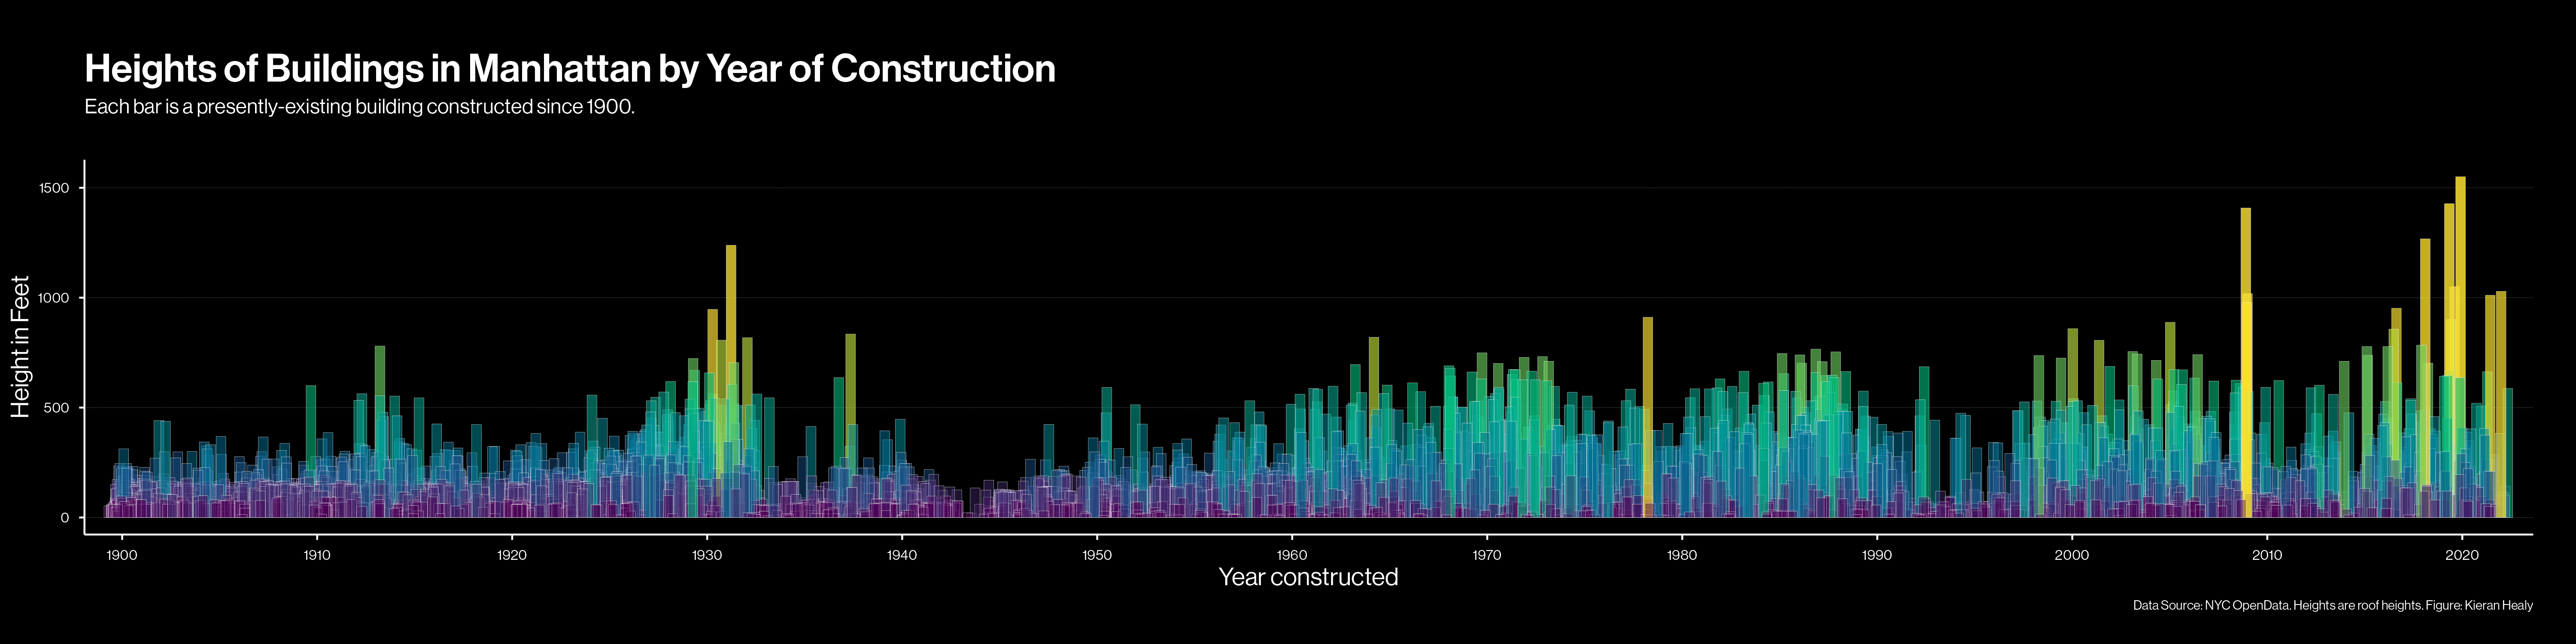 Heights of Buildings in Manhattan by Year of Construction
Each bar is a presently-existing building constructed since 1900.
Height in Feet
1500
1000
500
0
1900 1910 1920 1930 1940 1950 1960 1970 1980 1990 2000 2010 2020
Year constructed
Data Source: NYC OpenData. Heights are roof heights. Figure: Kieran Healy